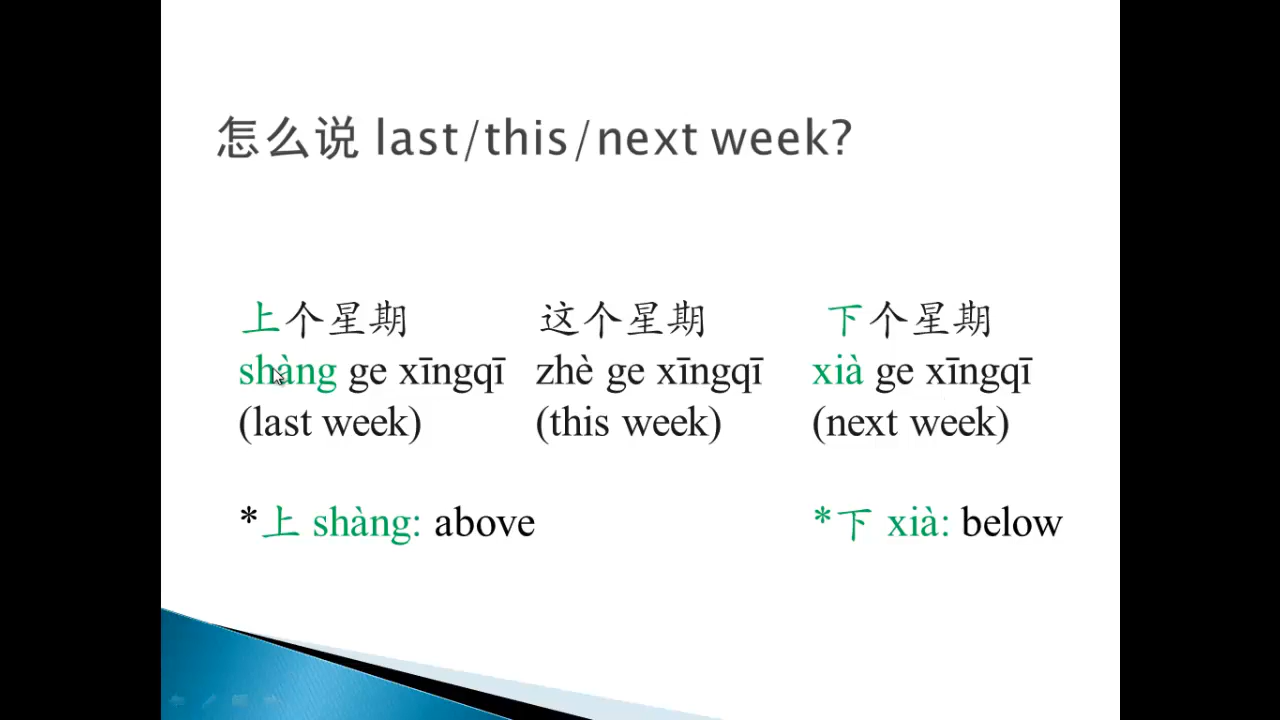 怎么说 last/this/next week?
上个星期 这个星期 下个星期
shàng ge xīngqī zhè ge xīngqī xià ge xīngqī
(last week) (this week) (next week)
*上 shàng: above *下 xià: below